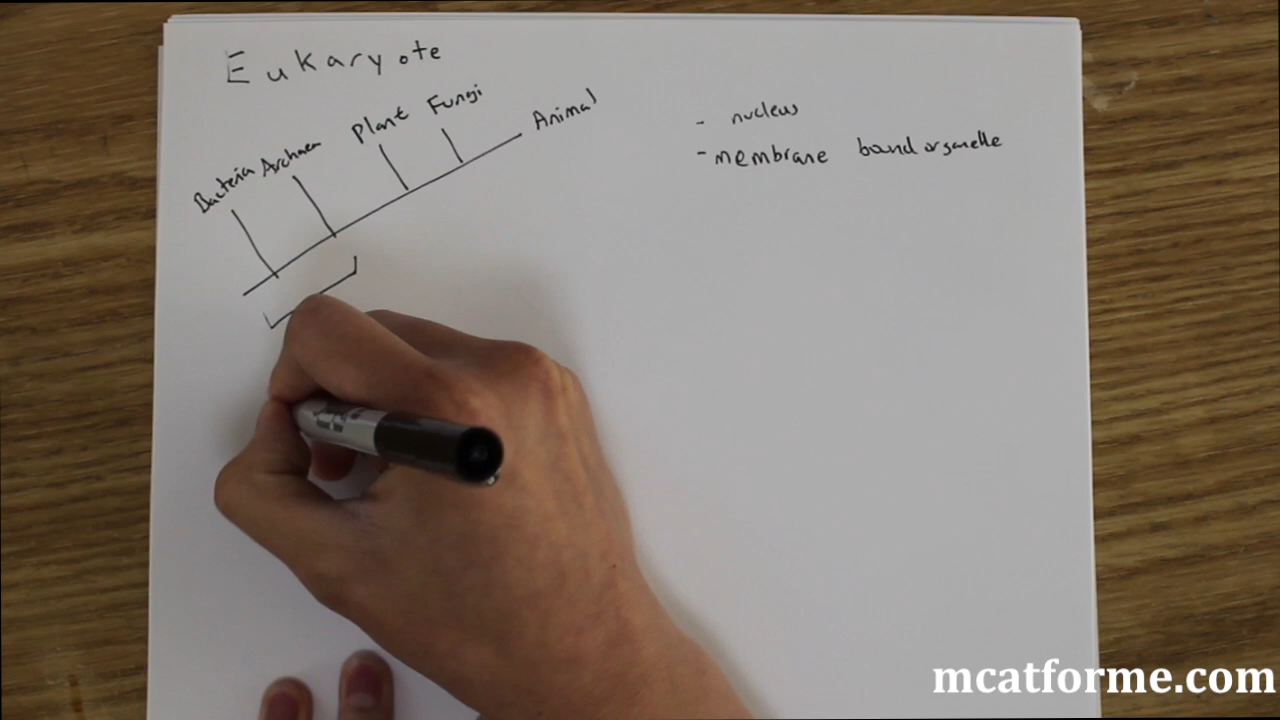 Eukaryote
Bacteria Archaea Plant Fungi Animal
- nucleus
- membrane bound organelle
mcatforme.com